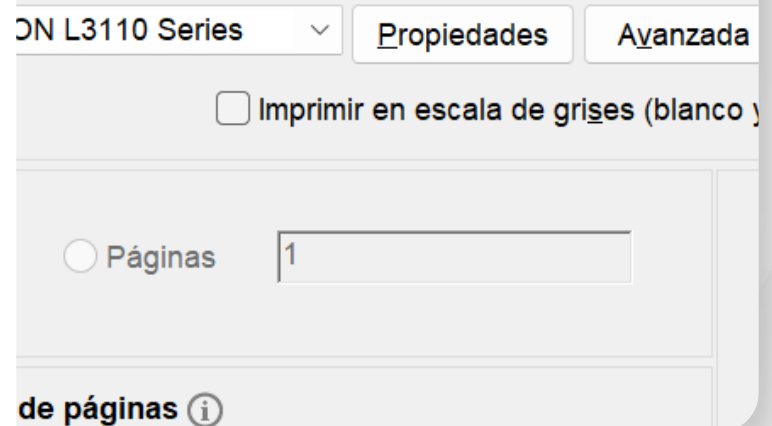 ON L3110 Series Propiedades Avanzada
Imprimir en escala de grises (blanco y
Páginas 1
de páginas